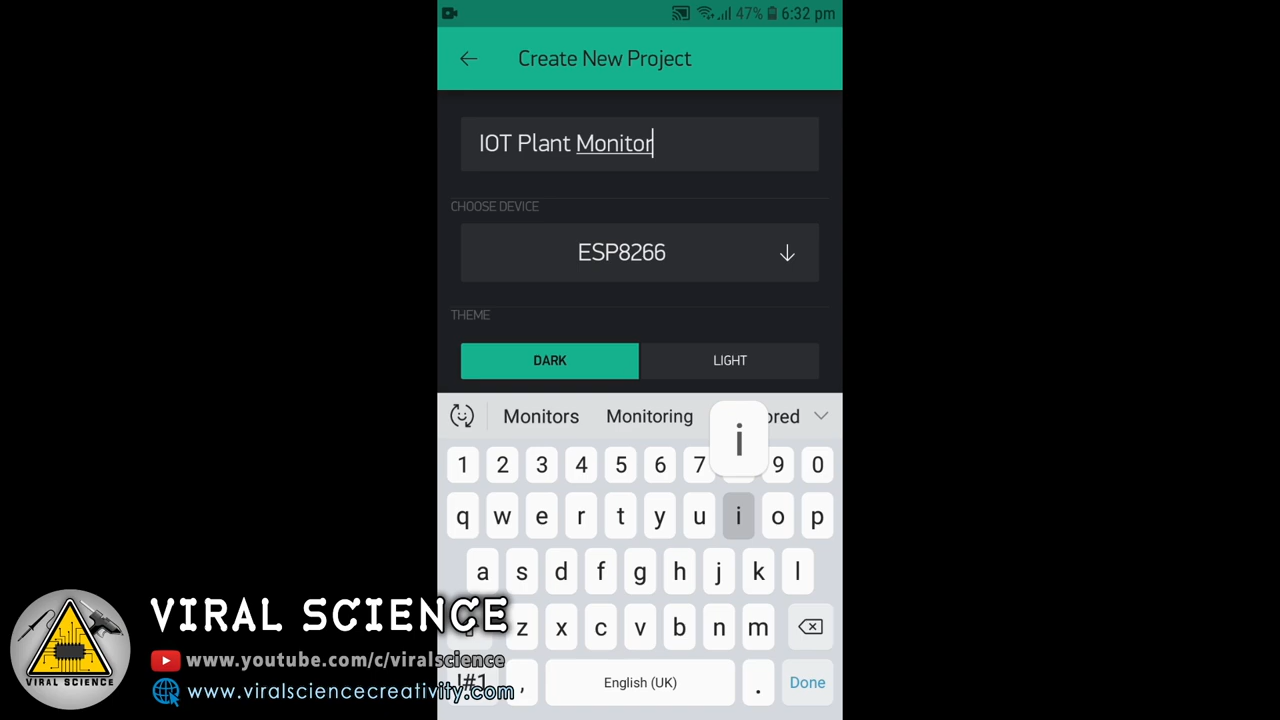 47% 6:32 pm
Create New Project
IOT Plant Monitor
CHOOSE DEVICE
ESP8266
THEME
DARK LIGHT
Monitors Monitoring ored
i
1 2 3 4 5 6 7 9 0
q w e r t y u i o p
a s d f g h j k l
z x c v b n m
!#1 , English (UK) . Done
VIRAL SCIENCE
www.youtube.com/c/viralscience
www.viralsciencecreativity.com
VIRAL SCIENCE